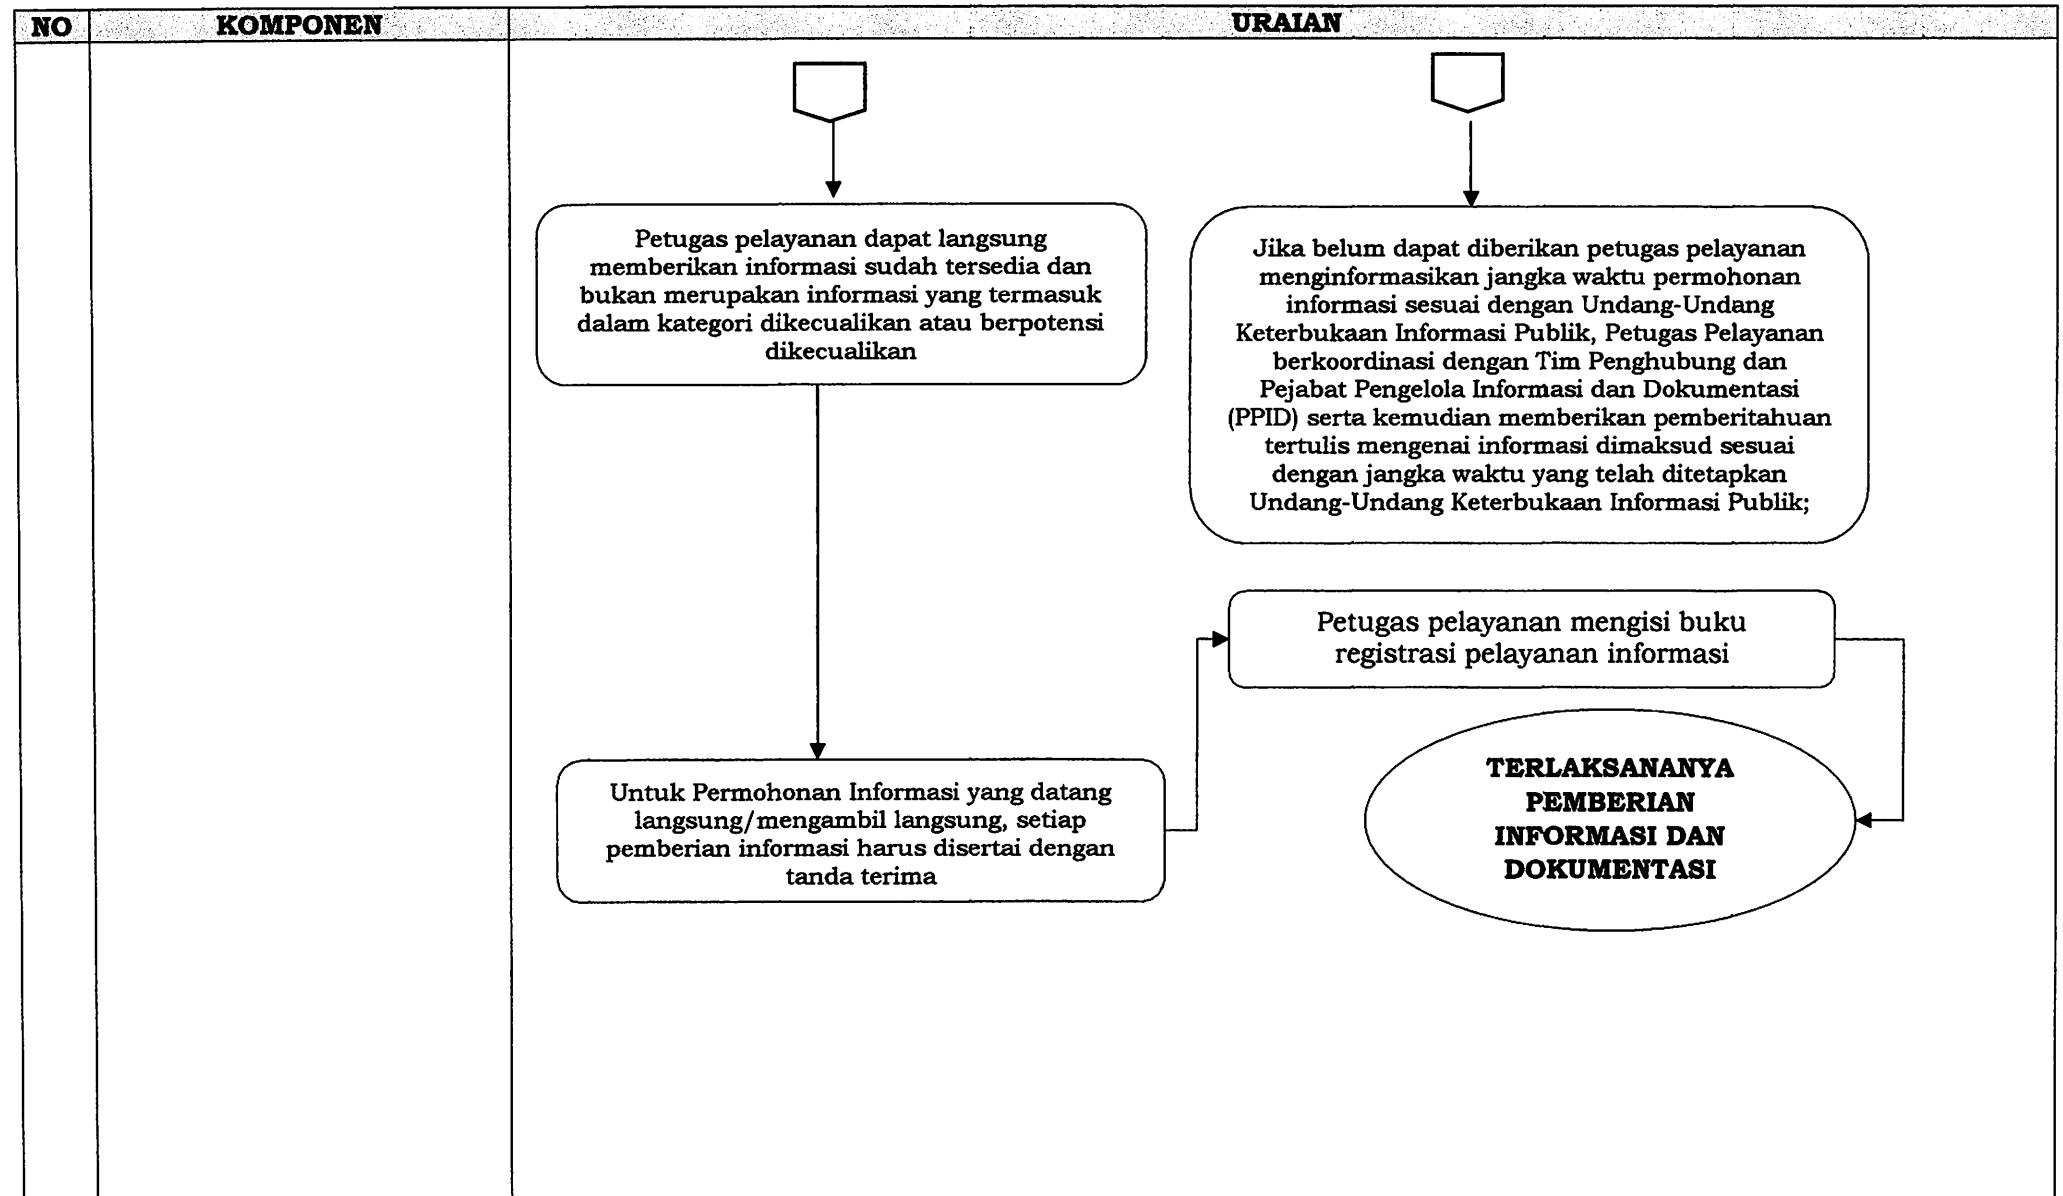 NO KOMPONEN URAIAN
Petugas pelayanan dapat langsung
memberikan informasi sudah tersedia dan
bukan merupakan informasi yang termasuk
dalam kategori dikecualikan atau berpotensi
dikecualikan
Jika belum dapat diberikan petugas pelayanan
menginformasikan jangka waktu permohonan
informasi sesuai dengan Undang-Undang
Keterbukaan Informasi Publik, Petugas Pelayanan
berkoordinasi dengan Tim Penghubung dan
Pejabat Pengelola Informasi dan Dokumentasi
(PPID) serta kemudian memberikan pemberitahuan
tertulis mengenai informasi dimaksud sesuai
dengan jangka waktu yang telah ditetapkan
Undang-Undang Keterbukaan Informasi Publik;
Untuk Permohonan Informasi yang datang
langsung/mengambil langsung, setiap
pemberian informasi harus disertai dengan
tanda terima
Petugas pelayanan mengisi buku
registrasi pelayanan informasi
TERLAKSANANYA
PEMBERIAN
INFORMASI DAN
DOKUMENTASI